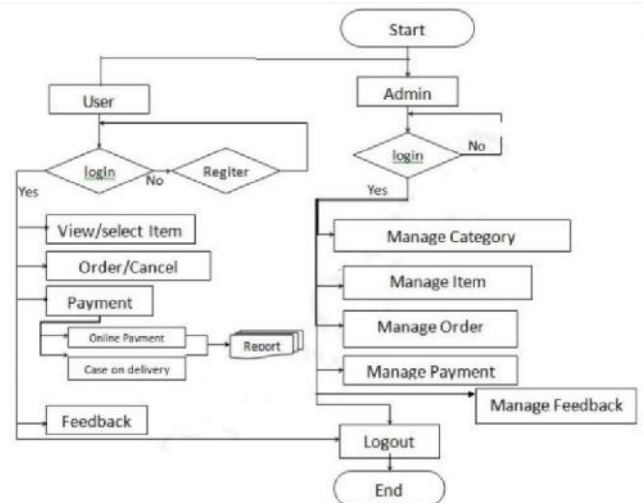 Start
User
Admin
login
No
Regiter
Yes
login
No
Yes
View/select Item
Order/Cancel
Payment
Online Payment
Case on delivery
Report
Feedback
Manage Category
Manage Item
Manage Order
Manage Payment
Manage Feedback
Logout
End